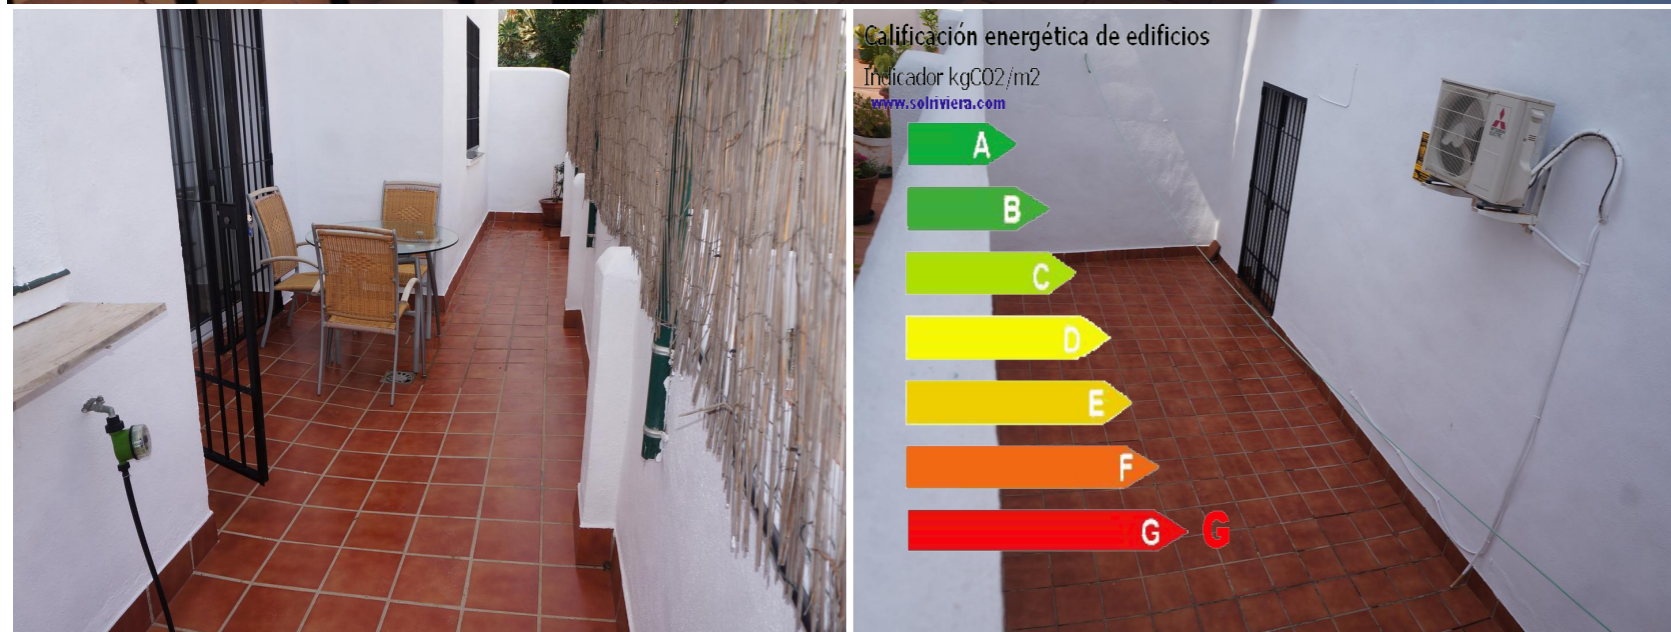 Calificación energética de edificios
Indicador kgCO2/m2
www.solriviera.com
A
B
C
D
E
F
G G